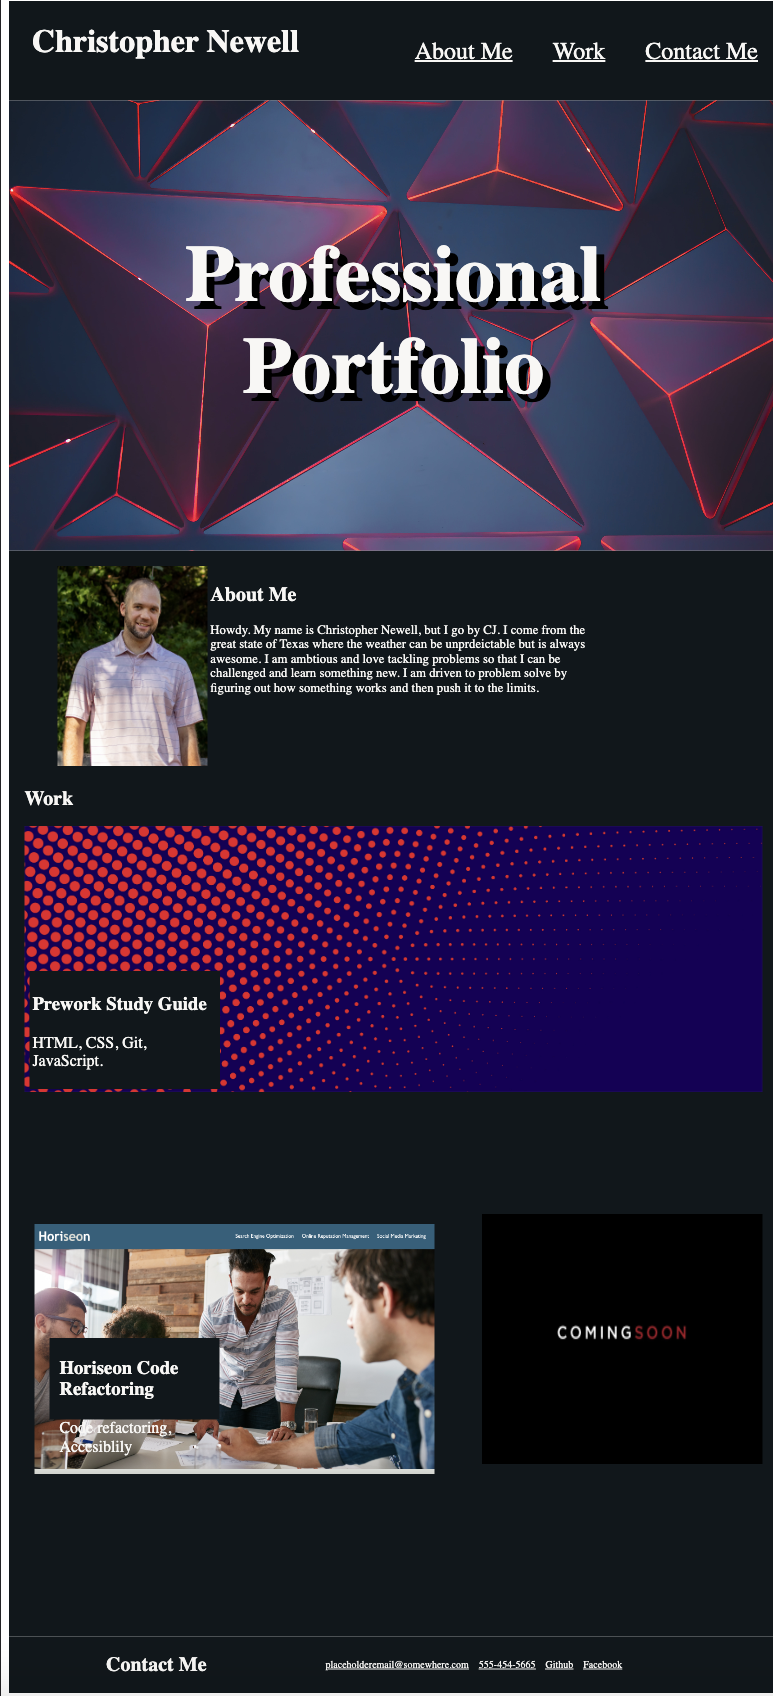 Christopher Newell
About Me Work Contact Me
Professional
Portfolio
About Me
Howdy. My name is Christopher Newell, but I go by CJ. I come from the
great state of Texas where the weather can be unprdeictable but is always
awesome. I am ambtious and love tackling problems so that I can be
challenged and learn something new. I am driven to problem solve by
figuring out how something works and then push it to the limits.
Work
Prework Study Guide
HTML, CSS, Git,
JavaScript.
Horiseon
Search Engine Optimization Online Reputation Management Social Media Marketing
Horiseon Code
Refactoring
Code refactoring,
Accesiblily
COMINGSOON
Contact Me
placeholderemail@somewhere.com 555-454-5665 Github Facebook